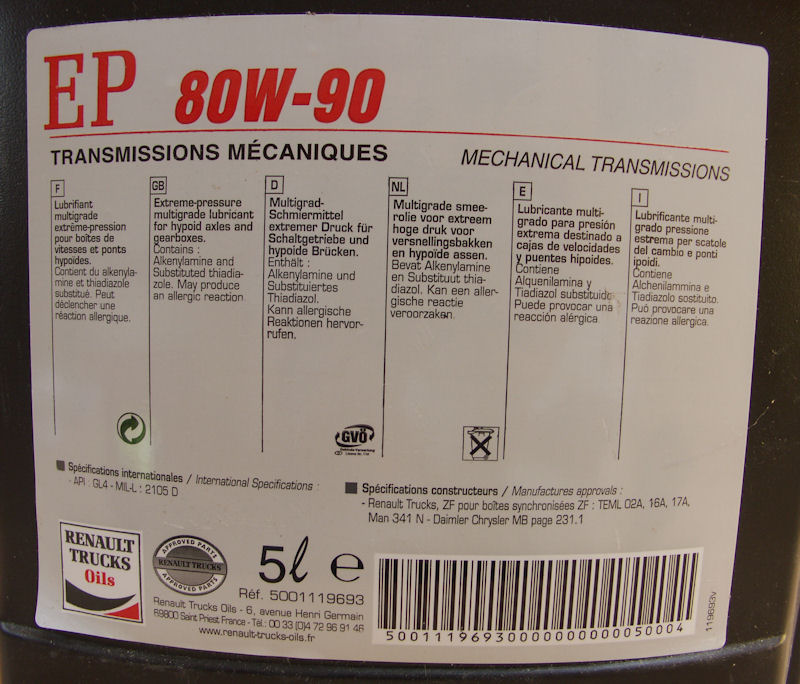 EP 80W-90
TRANSMISSIONS MÉCANIQUES
MECHANICAL TRANSMISSIONS
F
Lubrifiant
multigrade
extrême-pression
pour boîtes de
vitesses et ponts
hypoides.
Contient du alkenyla-
mine et thiadiazole
substitué. Peut
déclencher une
réaction allergique.
GB
Extreme-pressure
multigrade lubricant
for hypoid axles and
gearboxes.
Contains :
Alkenylamine and
Substituted thiadia-
zole. May produce
an allergic reaction
D
Multigrad-
Schmiermittel
extremer Druck für
Schaltgetriebe und
hypoide Brücken.
Enthält :
Alkenylamine und
Substituiertes
Thiadiazol.
Kann allergische
Reaktionen hervor-
rufen.
NL
Multigrade smee-
rolie voor extreem
hoge druk voor
versnellingsbakken
en hypoïde assen.
Bevat Alkenylamine
en Substituut thia-
diazol. Kan een aller-
gische reactie
veroorzaken.
E
Lubricante multi-
grado para presión
extrema destinado a
cajas de velocidades
y puentes hipoides.
Contiene
Alquenilamina y
Tiadiazol substituido.
Puede provocar una
reacción alérgica.
I
Lubrificante multi-
grado pressione
estrema per scatole
del cambio e ponti
ipoidi.
Contiene
Alchenilammina e
Tiadiazolo sostituito.
Puó provocare una
reazione allergica.
GVÖ
Spécifications internationales / International Specifications :
- API : GL4 - MIL-L : 2105 D
Spécifications constructeurs / Manufactures approvals :
- Renault Trucks, ZF pour boîtes synchronisées ZF : TEML 02A, 16A, 17A,
Man 341 N - Daimler Chrysler MB page 231.1
RENAULT
TRUCKS
Oils
APPROVED PARTS
RENAULT TRUCKS
APPROVED PARTS
5ℓ e
Réf. 5001119693
Renault Trucks Oils - 6, avenue Henri Germain
69800 Saint Priest France - Tél : 00 33 (0)4 72 96 91 46
www.renault-trucks-oils.fr
50011196930000000000050004
119693v